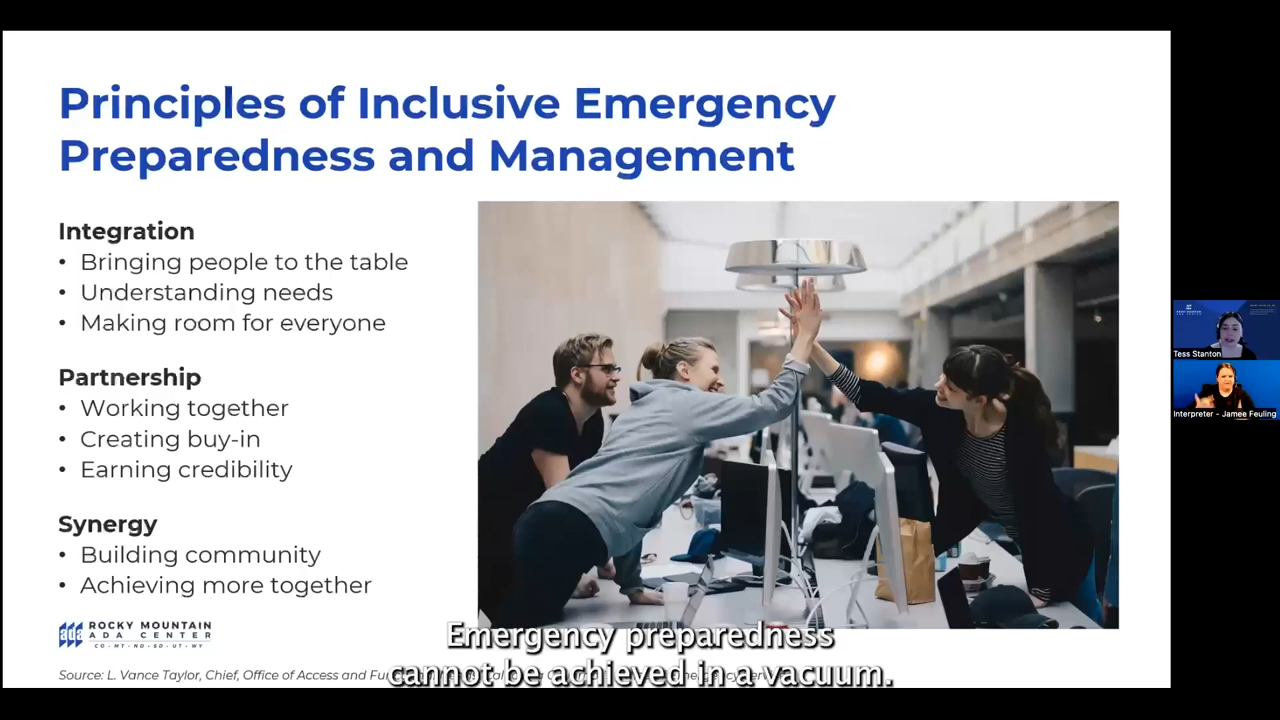 Principles of Inclusive Emergency
Preparedness and Management
Integration
• Bringing people to the table
• Understanding needs
• Making room for everyone
Partnership
• Working together
• Creating buy-in
• Earning credibility
Synergy
• Building community
• Achieving more together
ada ROCKY MOUNTAIN
ADA CENTER
CO · MT · ND · SD · UT · WY
Source: L. Vance Taylor, Chief, Office of Access and
Emergency preparedness
cannot be achieved in a vacuum.
Tess Stanton
Interpreter - Jamee Feuling